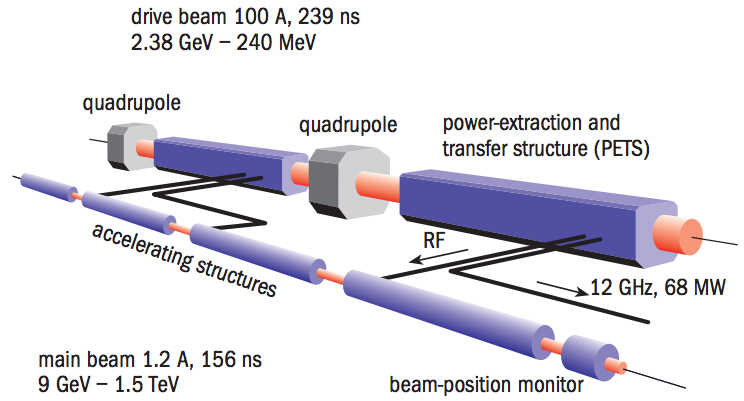 drive beam 100 A, 239 ns
2.38 GeV – 240 MeV
quadrupole
quadrupole
power-extraction and
transfer structure (PETS)
accelerating structures
RF
12 GHz, 68 MW
main beam 1.2 A, 156 ns
9 GeV – 1.5 TeV
beam-position monitor